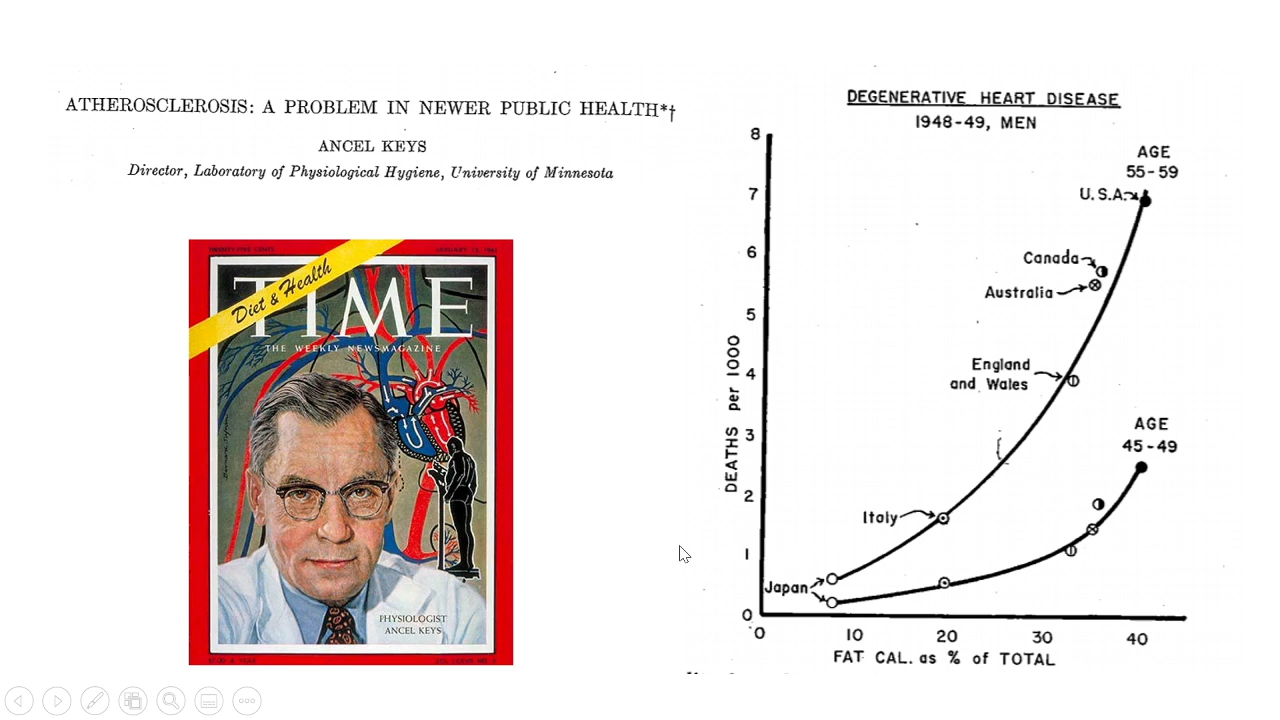 ATHEROSCLEROSIS: A PROBLEM IN NEWER PUBLIC HEALTH*†
ANCEL KEYS
Director, Laboratory of Physiological Hygiene, University of Minnesota
Diet & Health
TIME
THE WEEKLY NEWSMAGAZINE
PHYSIOLOGIST
ANCEL KEYS
DEGENERATIVE HEART DISEASE
1948-49, MEN
8
7
6
5
4
3
2
1
0
DEATHS per 1000
AGE
55-59
U.S.A.
Canada
Australia
England
and Wales
AGE
45-49
Italy
Japan
0 10 20 30 40
FAT CAL. as % of TOTAL